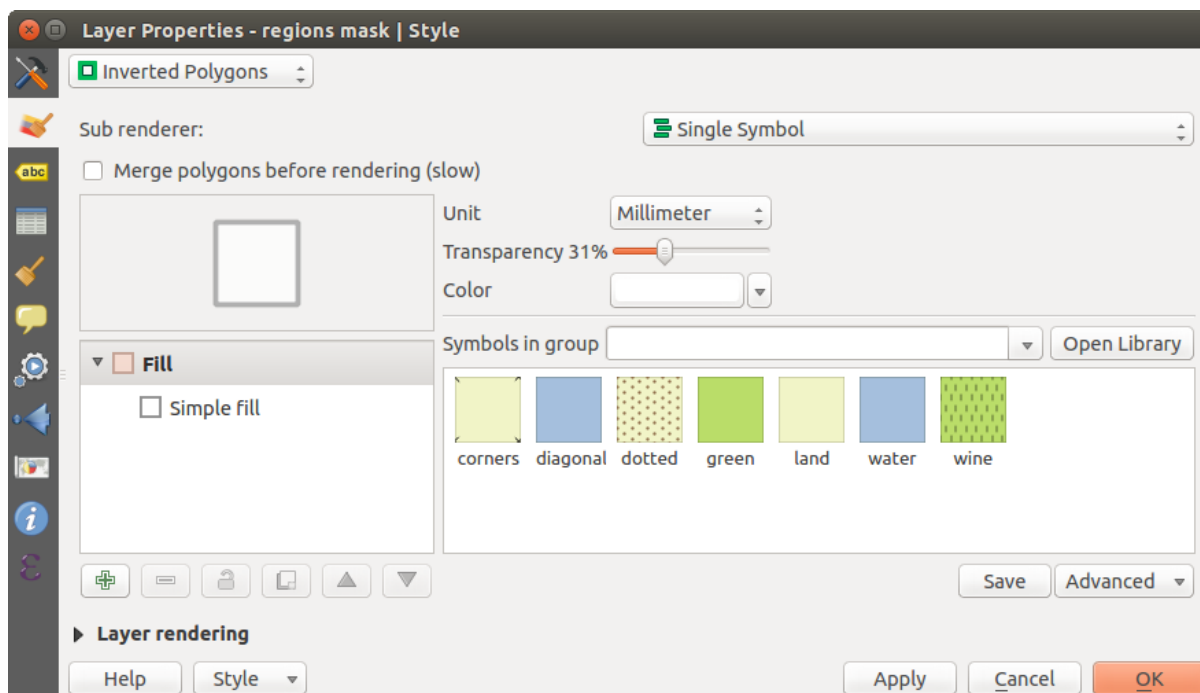 Layer Properties - regions mask | Style
Inverted Polygons
Sub renderer:
Single Symbol
Merge polygons before rendering (slow)
abc
Unit
Millimeter
Transparency 31%
Color
Symbols in group
Open Library
Fill
Simple fill
corners
diagonal
dotted
green
land
water
wine
Save
Advanced
Layer rendering
Help
Style
Apply
Cancel
OK